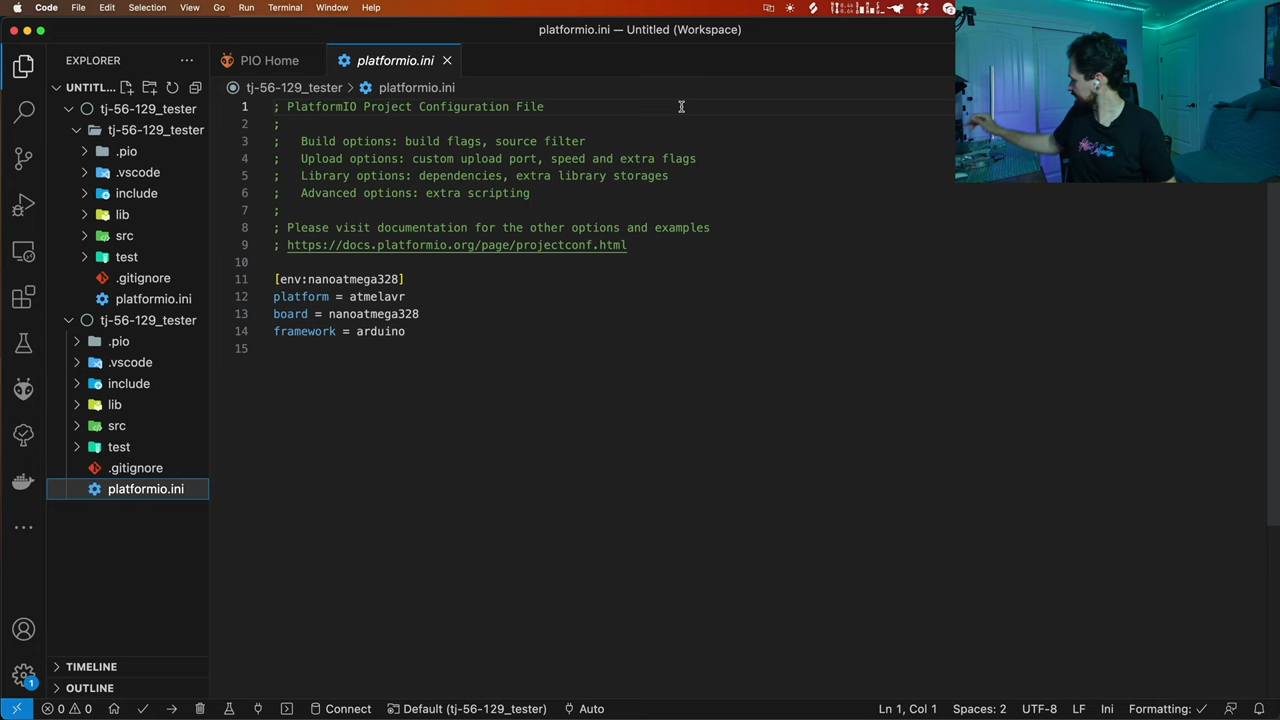 Code File Edit Selection View Go Run Terminal Window Help
platformio.ini — Untitled (Workspace)
EXPLORER
UNTITL...
tj-56-129_tester
tj-56-129_tester
.pio
.vscode
include
lib
src
test
.gitignore
platformio.ini
tj-56-129_tester
.pio
.vscode
include
lib
src
test
.gitignore
platformio.ini
TIMELINE
OUTLINE
PIO Home
platformio.ini
tj-56-129_tester > platformio.ini
1 ; PlatformIO Project Configuration File
2 ;
3 ; Build options: build flags, source filter
4 ; Upload options: custom upload port, speed and extra flags
5 ; Library options: dependencies, extra library storages
6 ; Advanced options: extra scripting
7 ;
8 ; Please visit documentation for the other options and examples
9 ; https://docs.platformio.org/page/projectconf.html
10
11 [env:nanoatmega328]
12 platform = atmelavr
13 board = nanoatmega328
14 framework = arduino
15
1
0 0 Connect Default (tj-56-129_tester) Auto Ln 1, Col 1 Spaces: 2 UTF-8 LF Ini Formatting: ✓